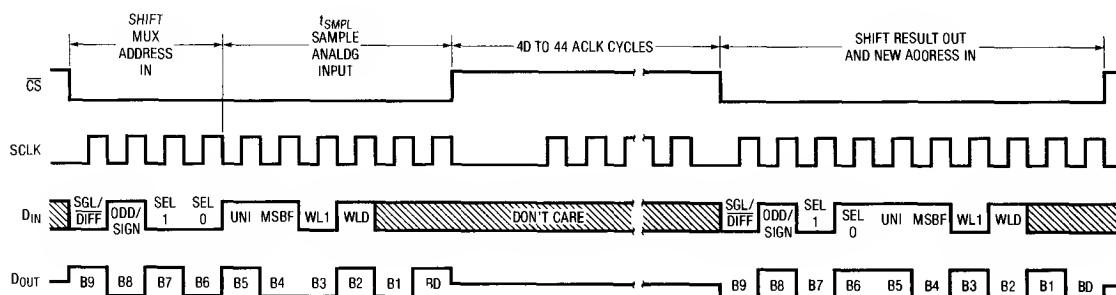 SHIFT
MUX
ADDRESS
IN
tSMPL
SAMPLE
ANALDG
INPUT
4D TO 44 ACLK CYCLES
SHIFT RESULT OUT
AND NEW AODRESS IN
CS
SCLK
DIN
SGL/
DIFF
ODD/
SIGN
SEL
1
SEL
0
UNI MSBF WL1 WLD
DON'T CARE
SGL/
DIFF
ODD/
SIGN
SEL
1
SEL
0
UNI MSBF WL1 WLD
DOUT B9 B8 B7 B6 B5 B4 B3 B2 B1 BD B9 B8 B7 B6 B5 B4 B3 B2 B1 BD